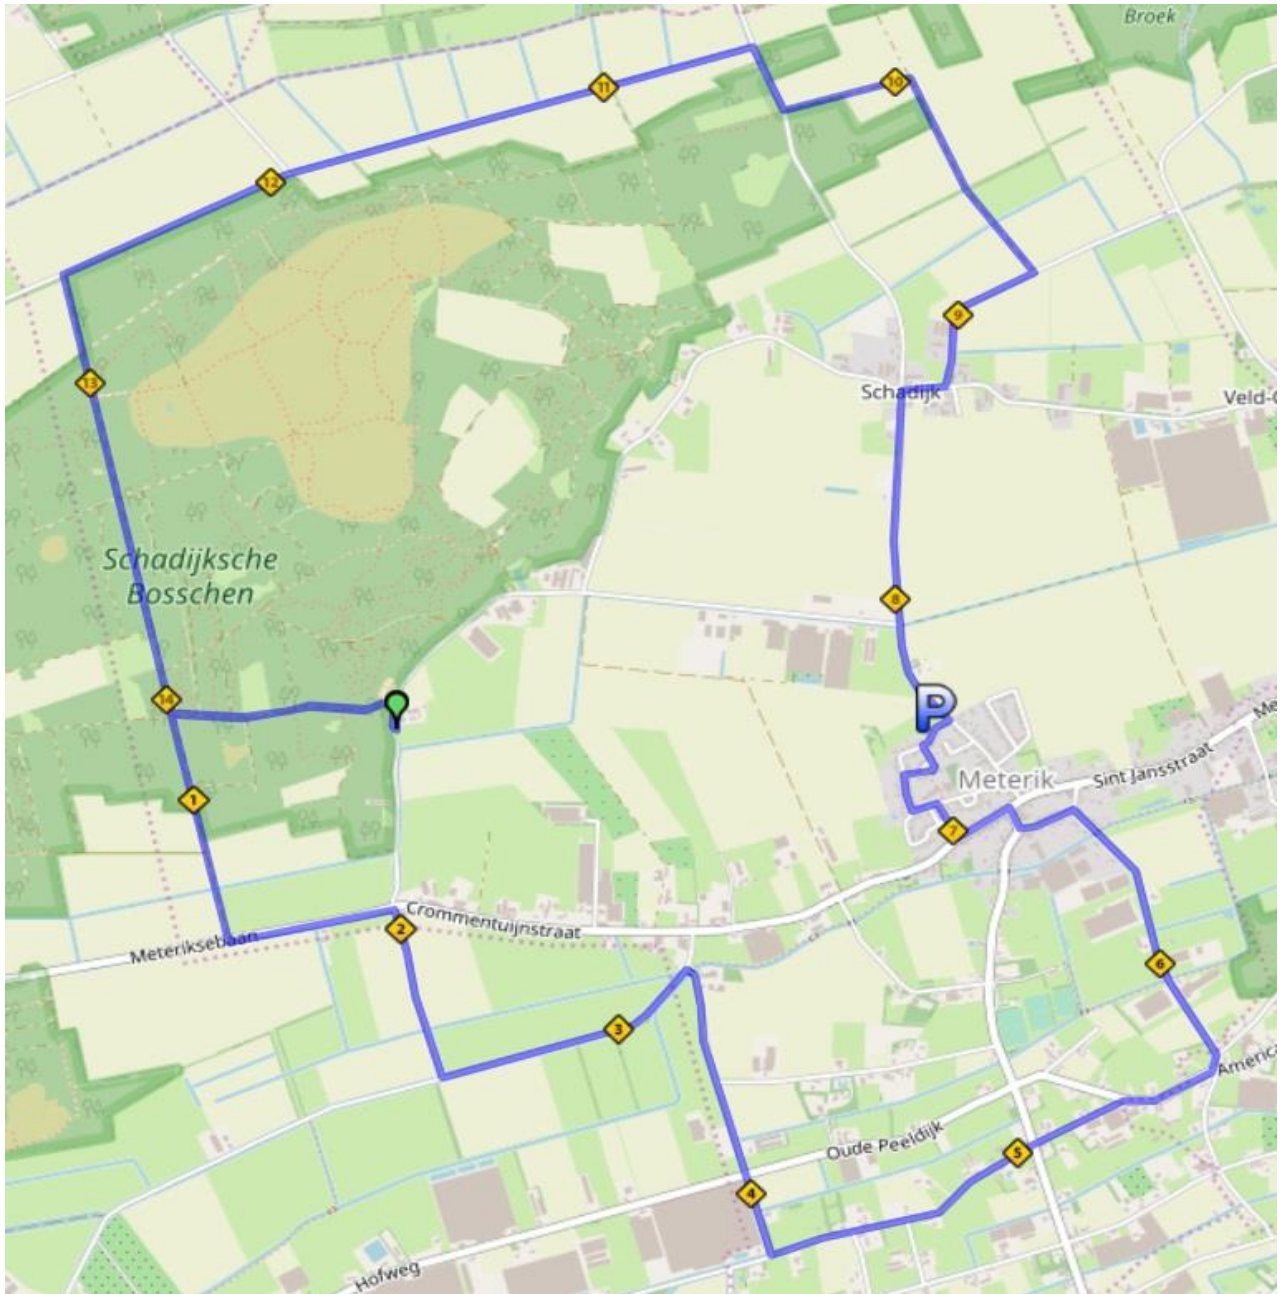 Broek
11
10
12
9
13
Schadijk
Veld-O
Schadijksche
Bosschen
8
14
P
Me
Meterik
Sint Jansstraat
1
7
Crommentuijnstraat
2
Meteriksebaan
6
3
America
Oude Peeldijk
5
4
Hofweg